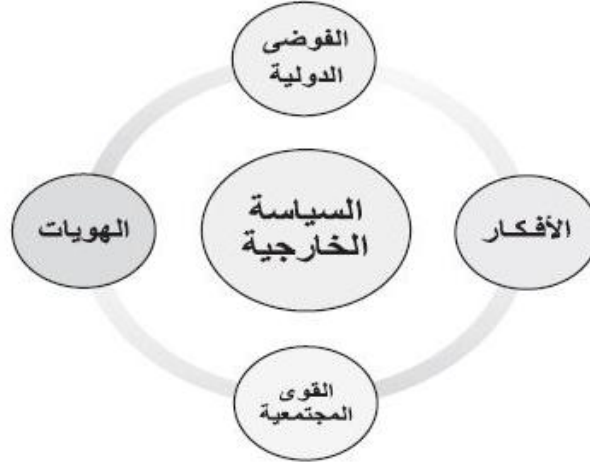 الفوضى
الدولية
الأفكار
السياسة
الخارجية
الهويات
القوى
المجتمعية